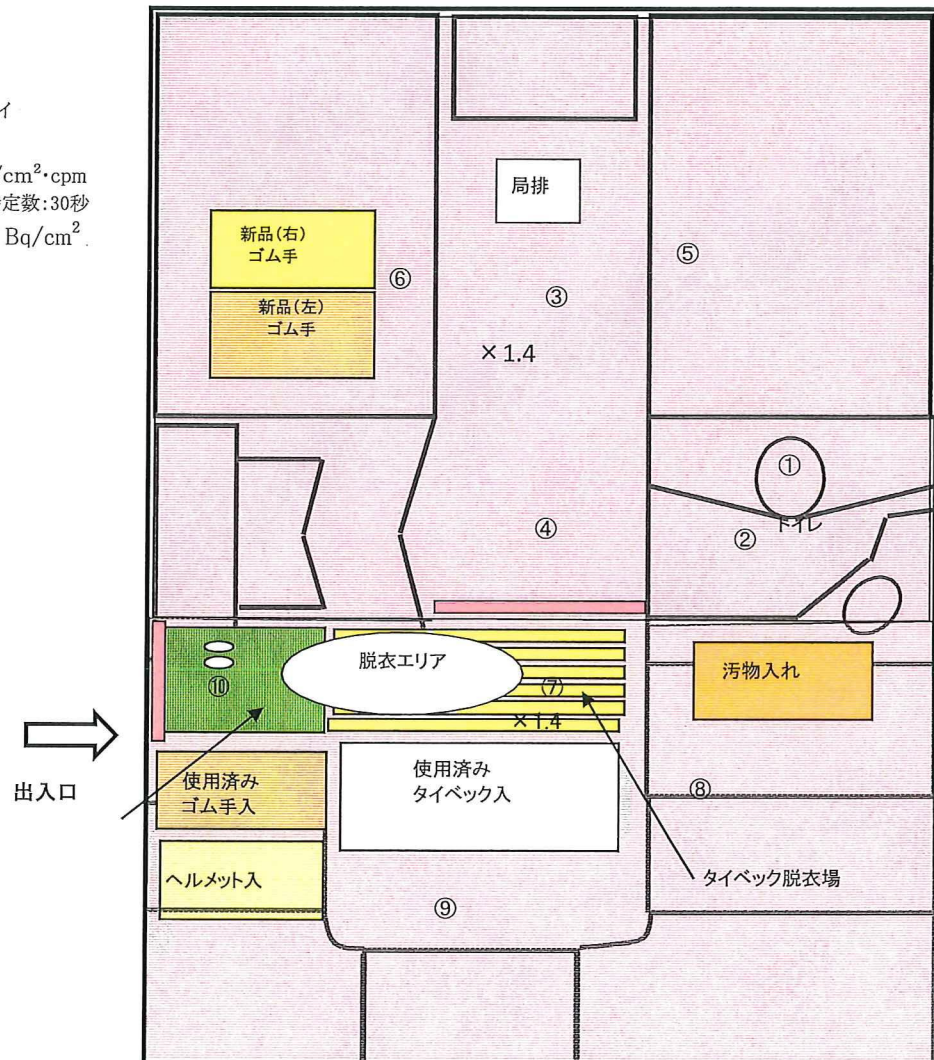 イ
/cm²・cpm
定数:30秒
Bq/cm²
局排
新品(右)
ゴム手
⑥
新品(左)
ゴム手
③
⑤
×1.4
①
トイレ
②
④
脱衣エリア
⑩
⑦
×1.4
汚物入れ
出入口
使用済み
ゴム手入
使用済み
タイベック入
⑧
ヘルメット入
タイベック脱衣場
⑨